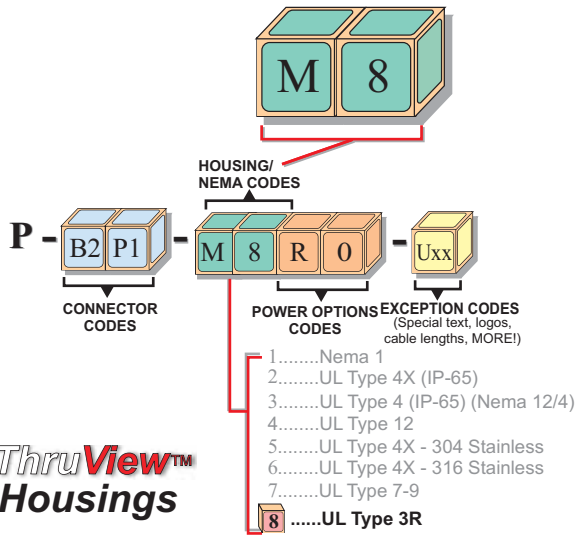 M 8
HOUSING/
NEMA CODES
P - B2 P1 - M 8 R 0 - Uxx
CONNECTOR
CODES
POWER OPTIONS
CODES
EXCEPTION CODES
(Special text, logos,
cable lengths, MORE!)
1........Nema 1
2........UL Type 4X (IP-65)
3........UL Type 4 (IP-65) (Nema 12/4)
4........UL Type 12
5........UL Type 4X - 304 Stainless
6........UL Type 4X - 316 Stainless
7........UL Type 7-9
8 ......UL Type 3R
ThruView™
Housings